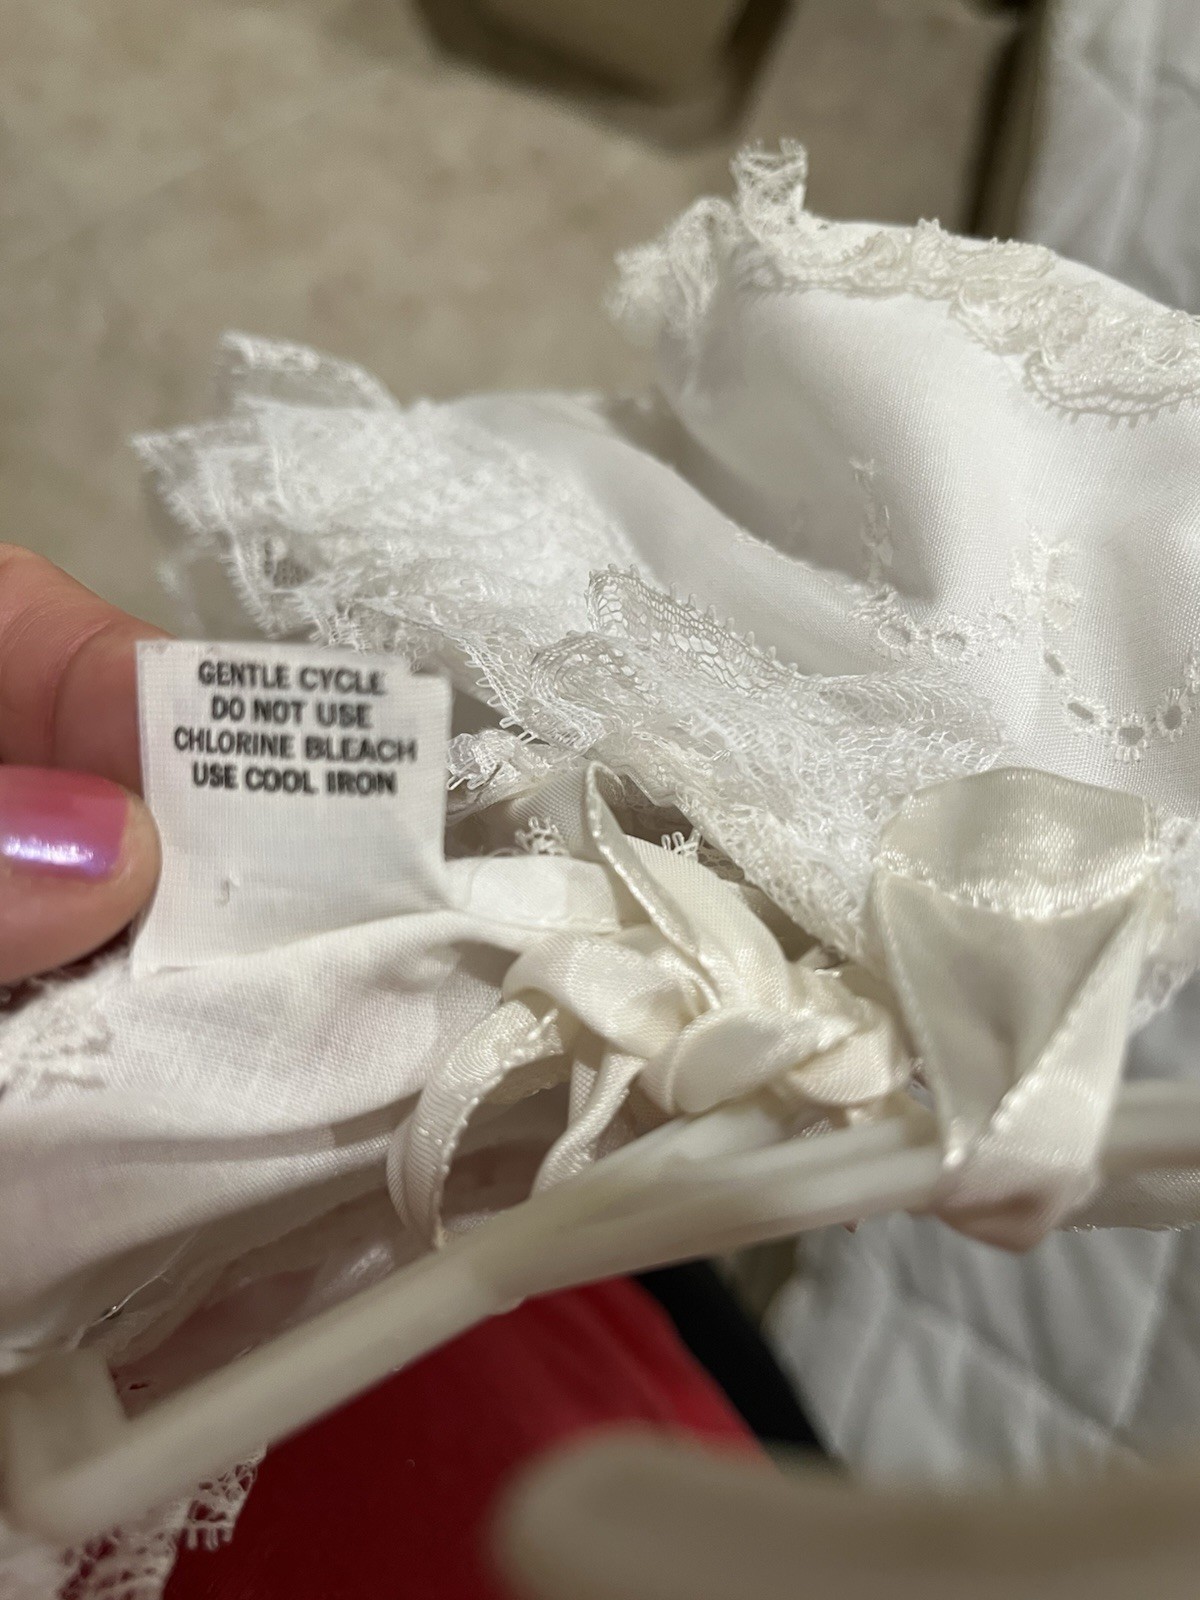 GENTLE CYCLE
DO NOT USE
CHLORINE BLEACH
USE COOL IRON